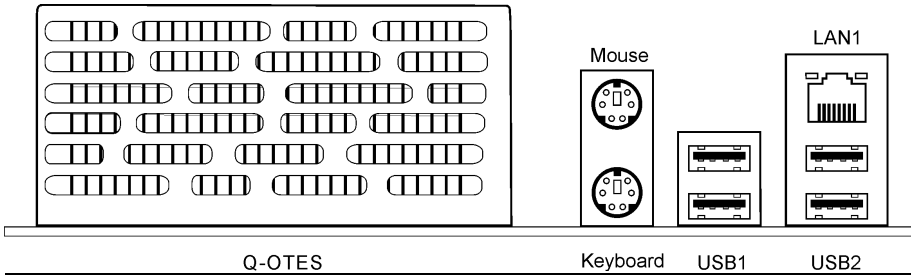 LAN1
Mouse
Q-OTES
Keyboard
USB1
USB2